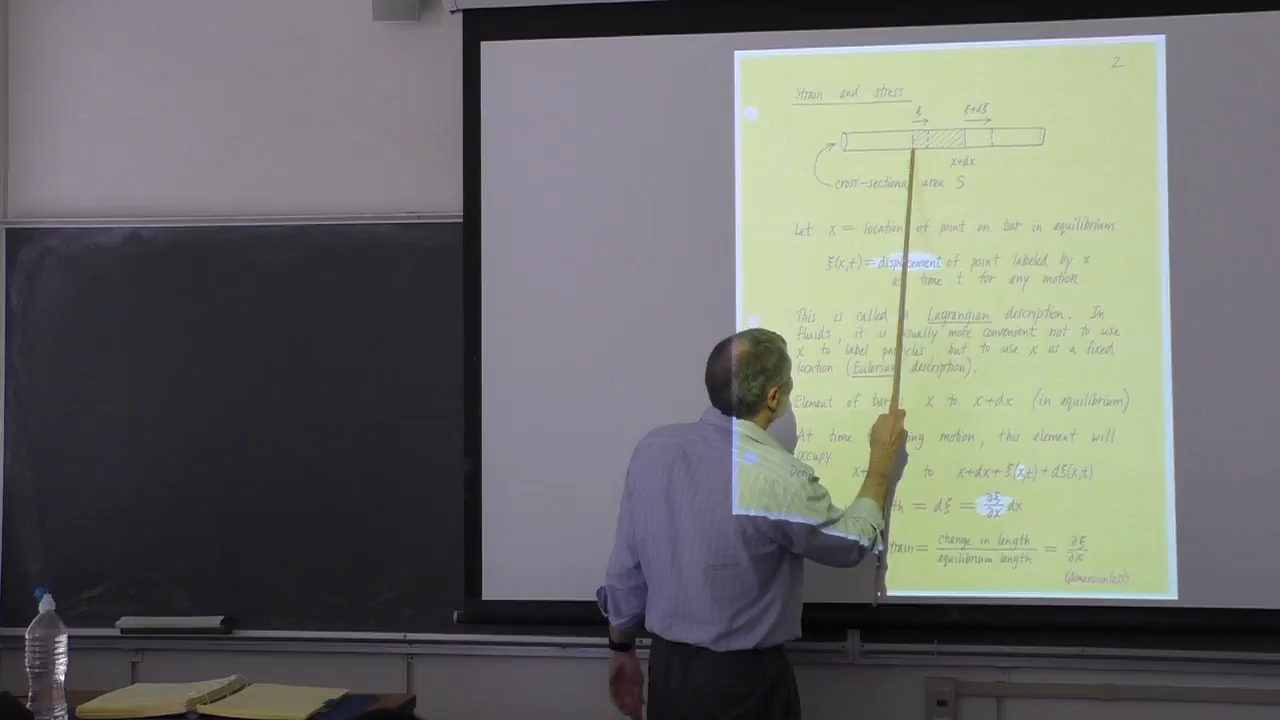 2
Strain and stress
ξ ξ+dξ
x+dx
cross-sectional area S
Let x = location of point on bar in equilibrium
ξ(x,t) = displacement of point labeled by x
at time t for any motion
This is called a Lagrangian description. In
fluids, it is usually more convenient not to use
x to label particles, but to use x as a fixed
location (Eulerian description).
Element of bar: x to x+dx (in equilibrium)
At time ing motion, this element will
occupy
x+ to x+dx+ξ(x,t)+dξ(x,t)
= dξ = ∂ξ/∂x dx
= change in length / equilibrium length = ∂ξ/∂x
(dimensionless)